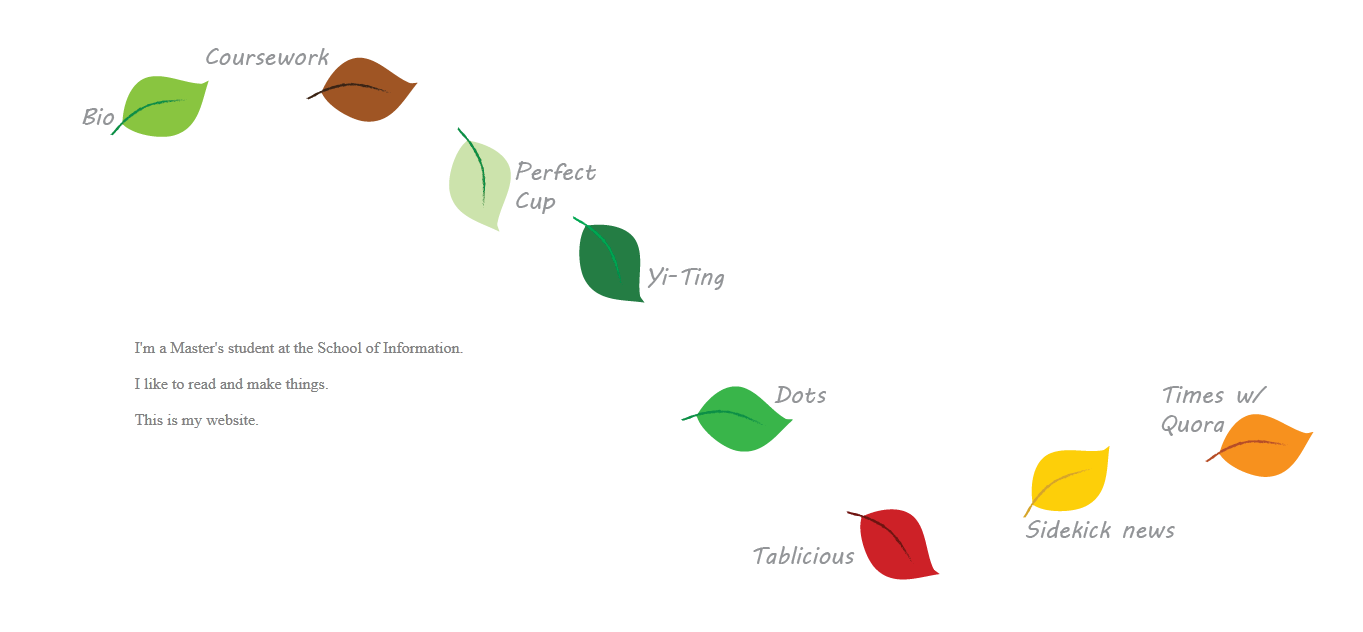 Coursework
Bio
Perfect
Cup
Yi-Ting
I'm a Master's student at the School of Information.
I like to read and make things.
This is my website.
Dots
Times w/
Quora
Sidekick news
Tablicious